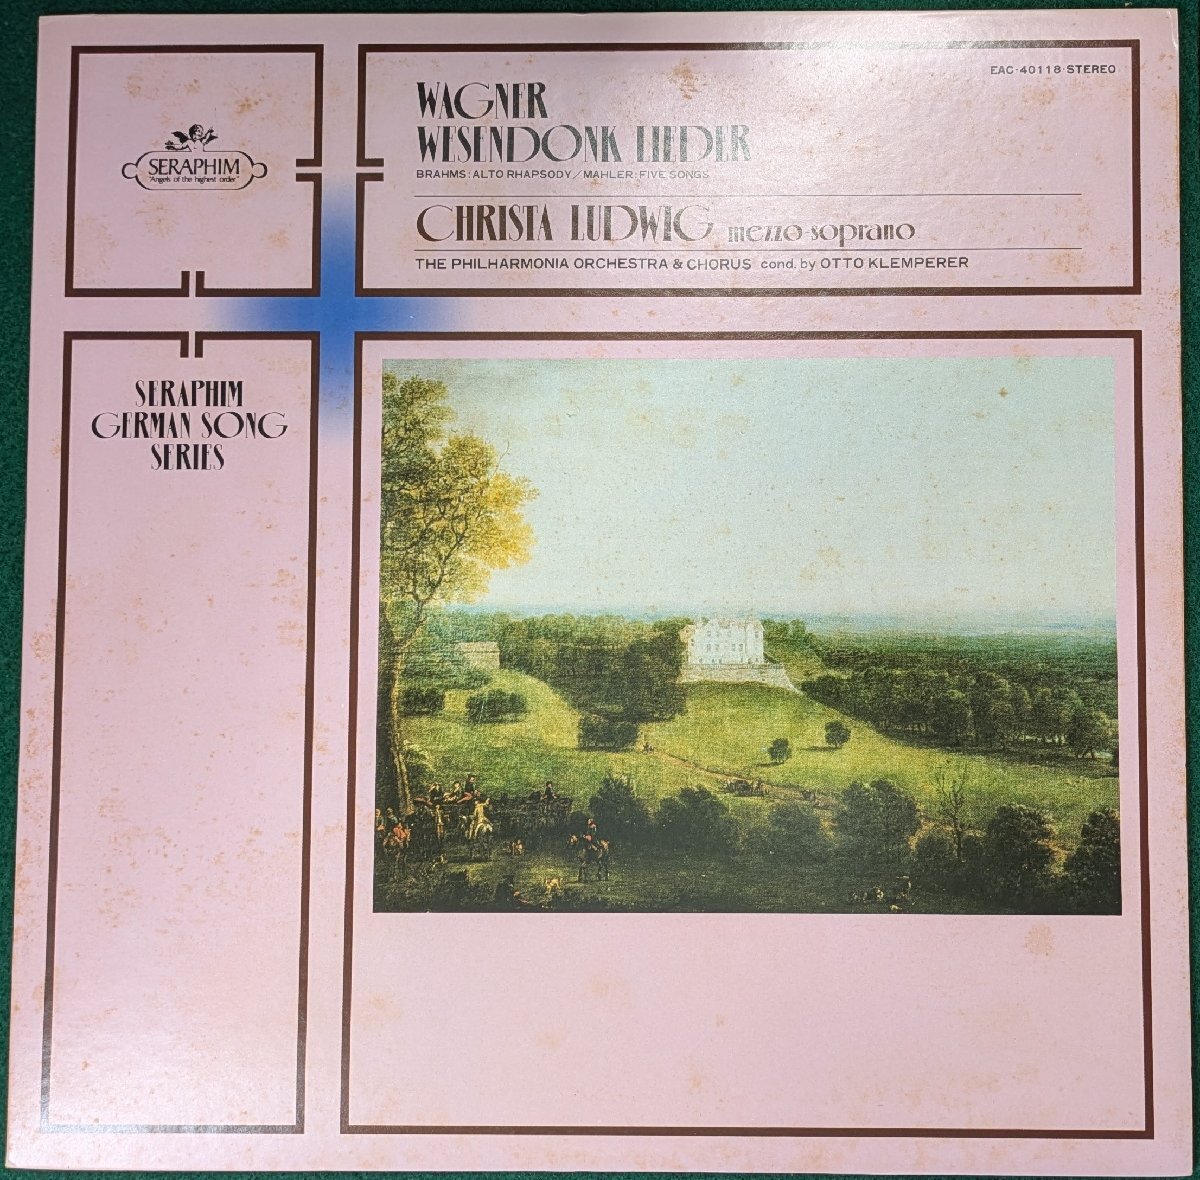 EAC-40118·STEREO
SERAPHIM
"Angels of the highest order"
WAGNER
WESENDONK LIEDER
BRAHMS: ALTO RHAPSODY/MAHLER: FIVE SONGS
CHRISTA LUDWIG mezzo-soprano
THE PHILHARMONIA ORCHESTRA & CHORUS cond. by OTTO KLEMPERER
SERAPHIM
GERMAN SONG
SERIES